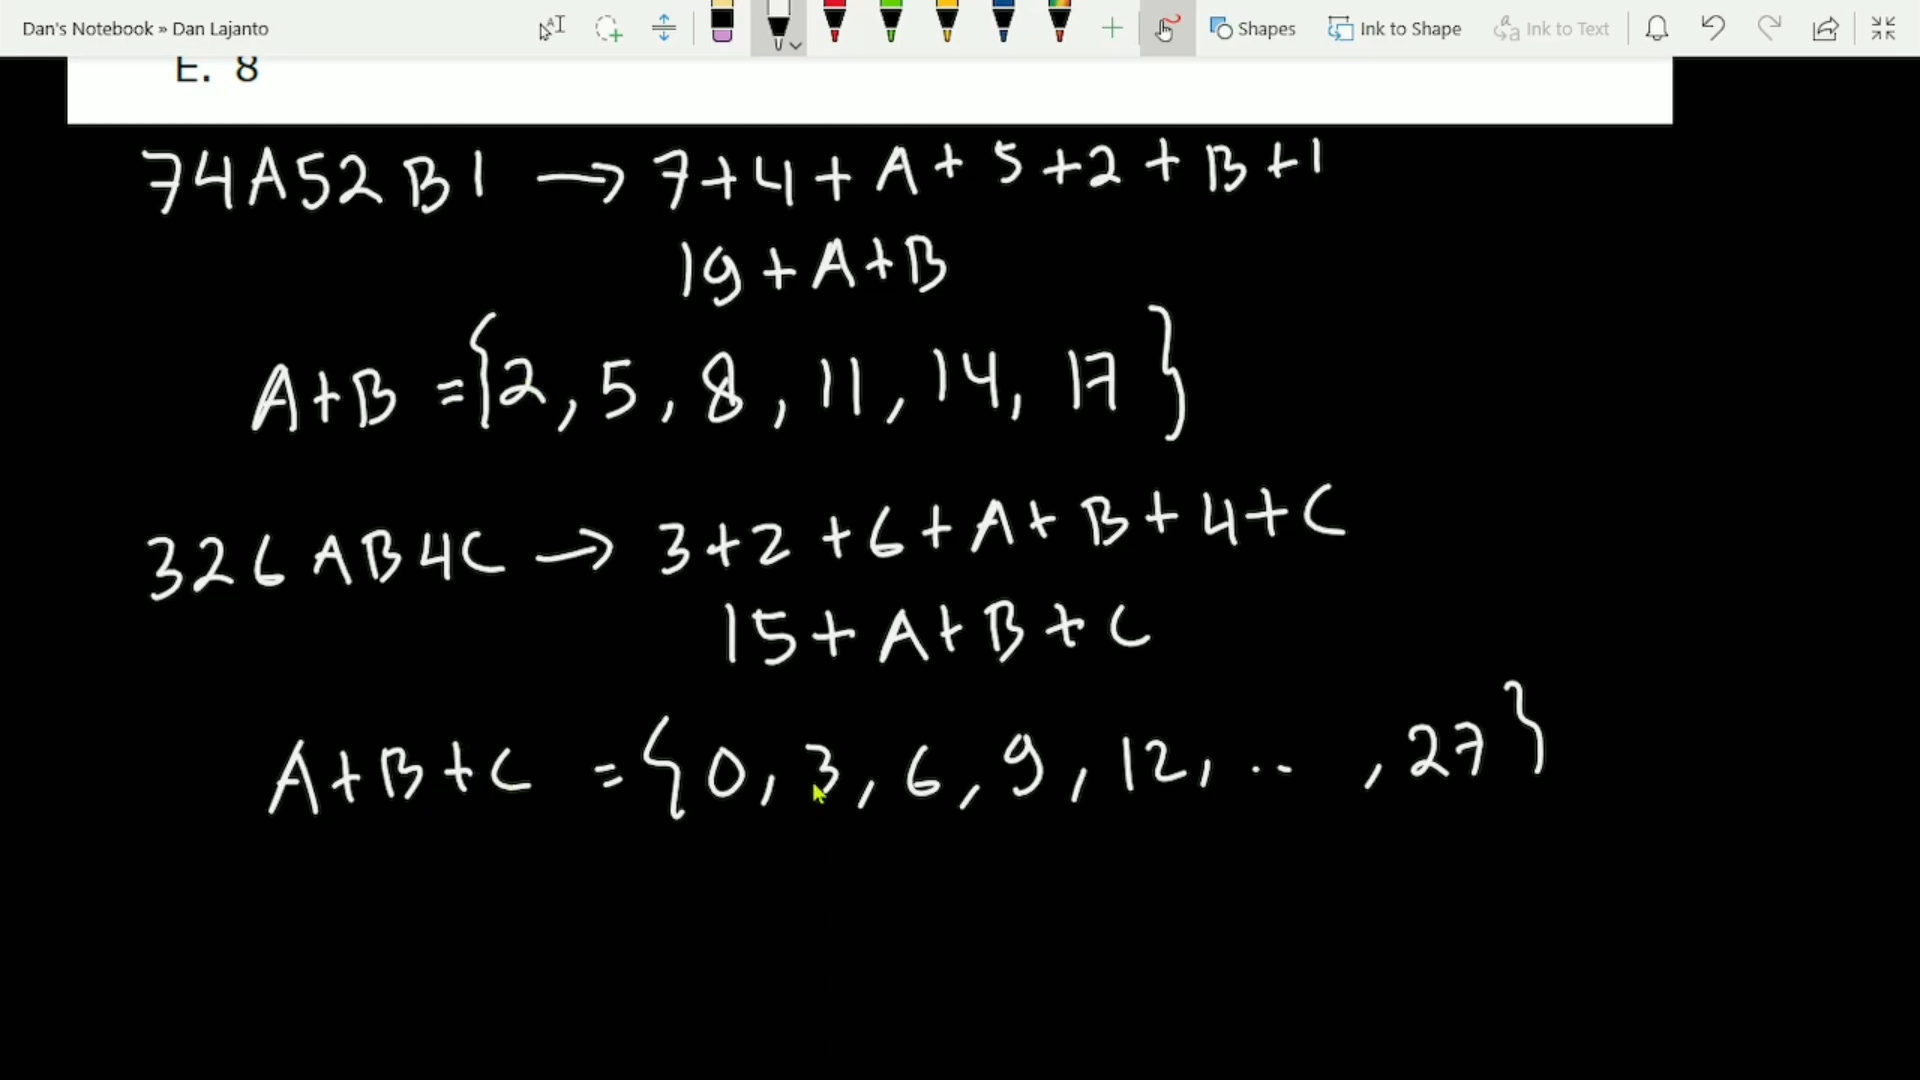 Dan's Notebook » Dan Lajanto
Shapes
Ink to Shape
Ink to Text
E. 8
74A52B1 → 7+4+A+5+2+B+1
19+A+B
A+B = {2, 5, 8, 11, 14, 17}
326AB4C → 3+2+6+A+B+4+C
15+A+B+C
A+B+C = {0, 3, 6, 9, 12, .. , 27}